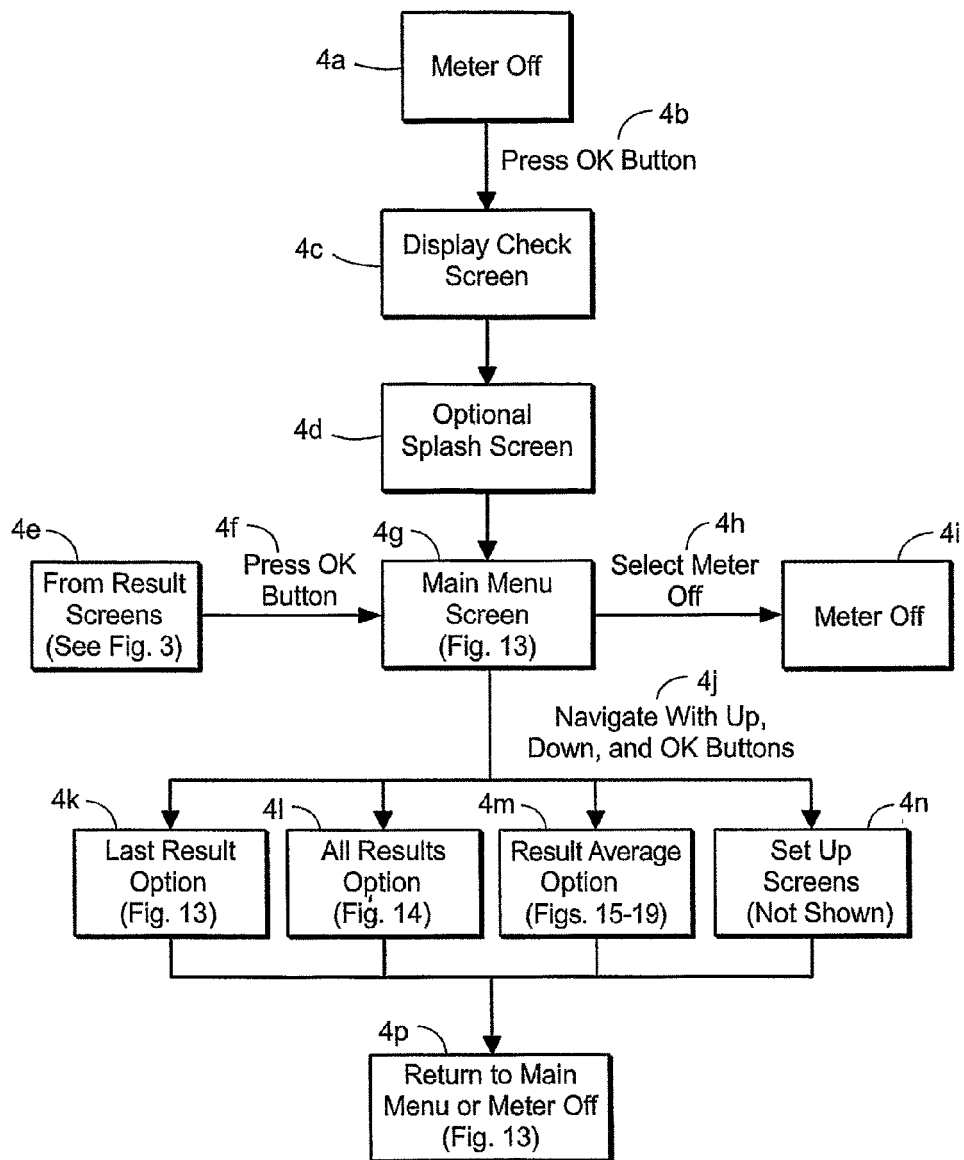 4a
Meter Off
4b
Press OK Button
4c
Display Check
Screen
4d
Optional
Splash Screen
4e
From Result
Screens
(See Fig. 3)
4f
Press OK
Button
4g
Main Menu
Screen
(Fig. 13)
4h
Select Meter
Off
4i
Meter Off
4j
Navigate With Up,
Down, and OK Buttons
4k
Last Result
Option
(Fig. 13)
4l
All Results
Option
(Fig. 14)
4m
Result Average
Option
(Figs. 15-19)
4n
Set Up
Screens
(Not Shown)
4p
Return to Main
Menu or Meter Off
(Fig. 13)